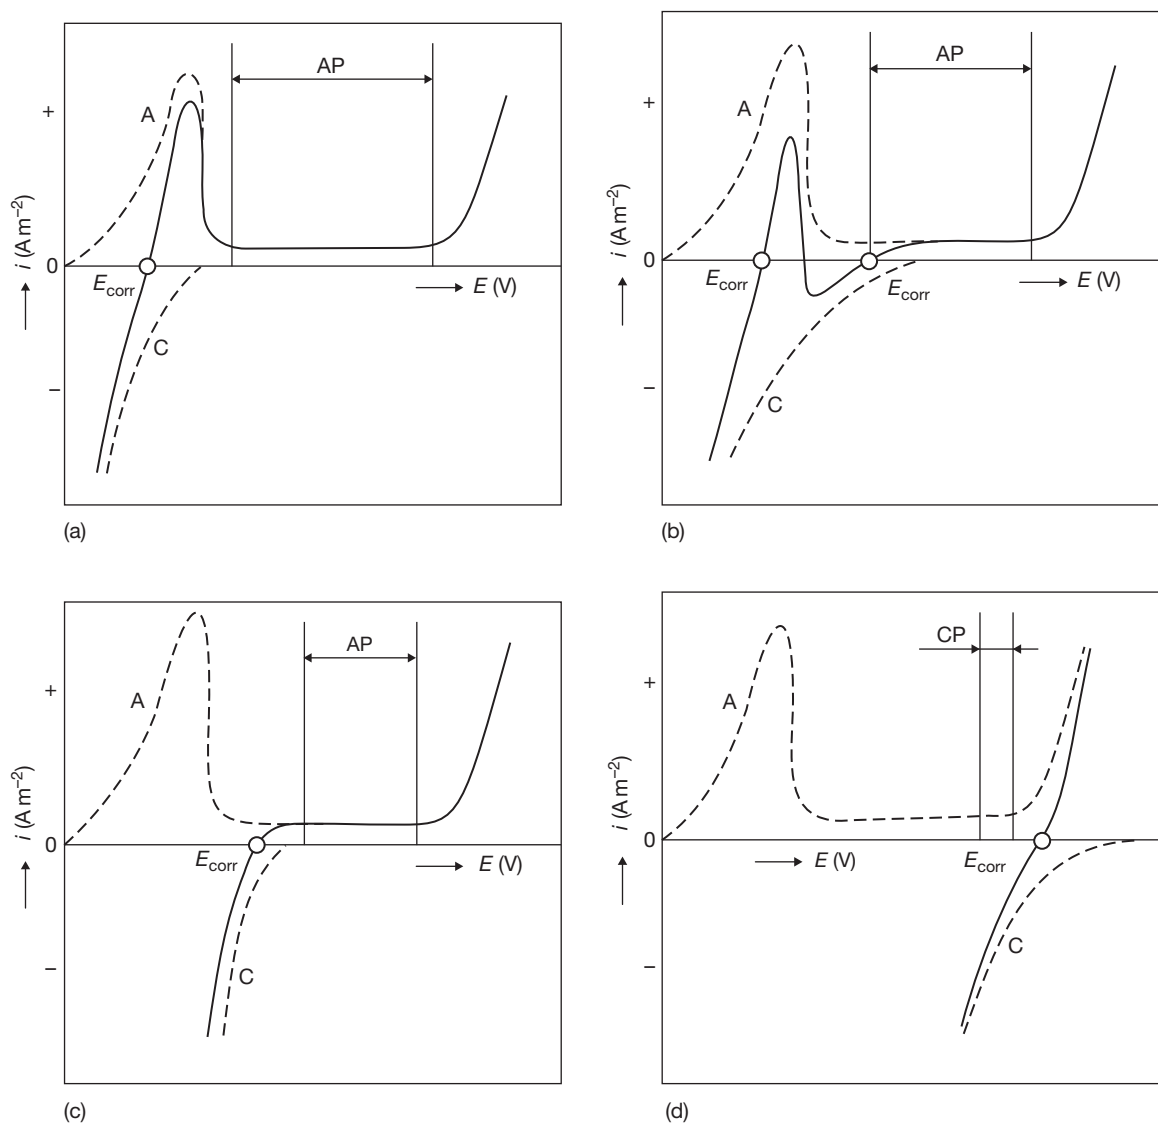 AP
+
A
i (A m⁻²)
0
E_corr
E (V)
C
−
(a)
AP
+
A
i (A m⁻²)
0
E_corr
E_corr
E (V)
C
−
(b)
AP
+
A
i (A m⁻²)
0
E_corr
E (V)
C
−
(c)
CP
+
A
i (A m⁻²)
0
E (V)
E_corr
C
−
(d)